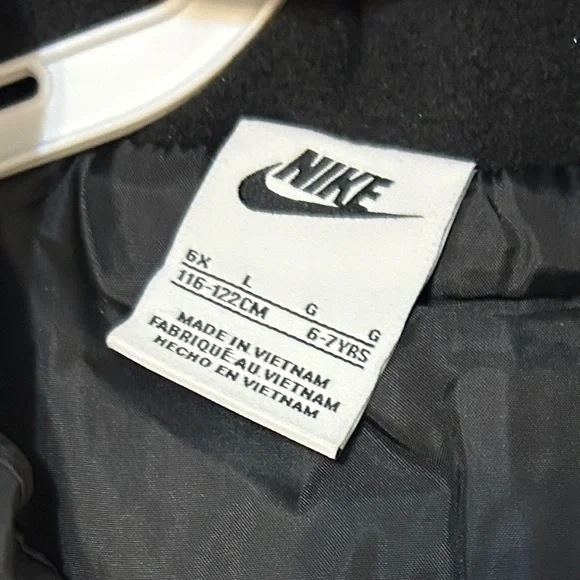 NIKE
6X L G G
116-122CM 6-7YRS
MADE IN VIETNAM
FABRIQUÉ AU VIETNAM
HECHO EN VIETNAM